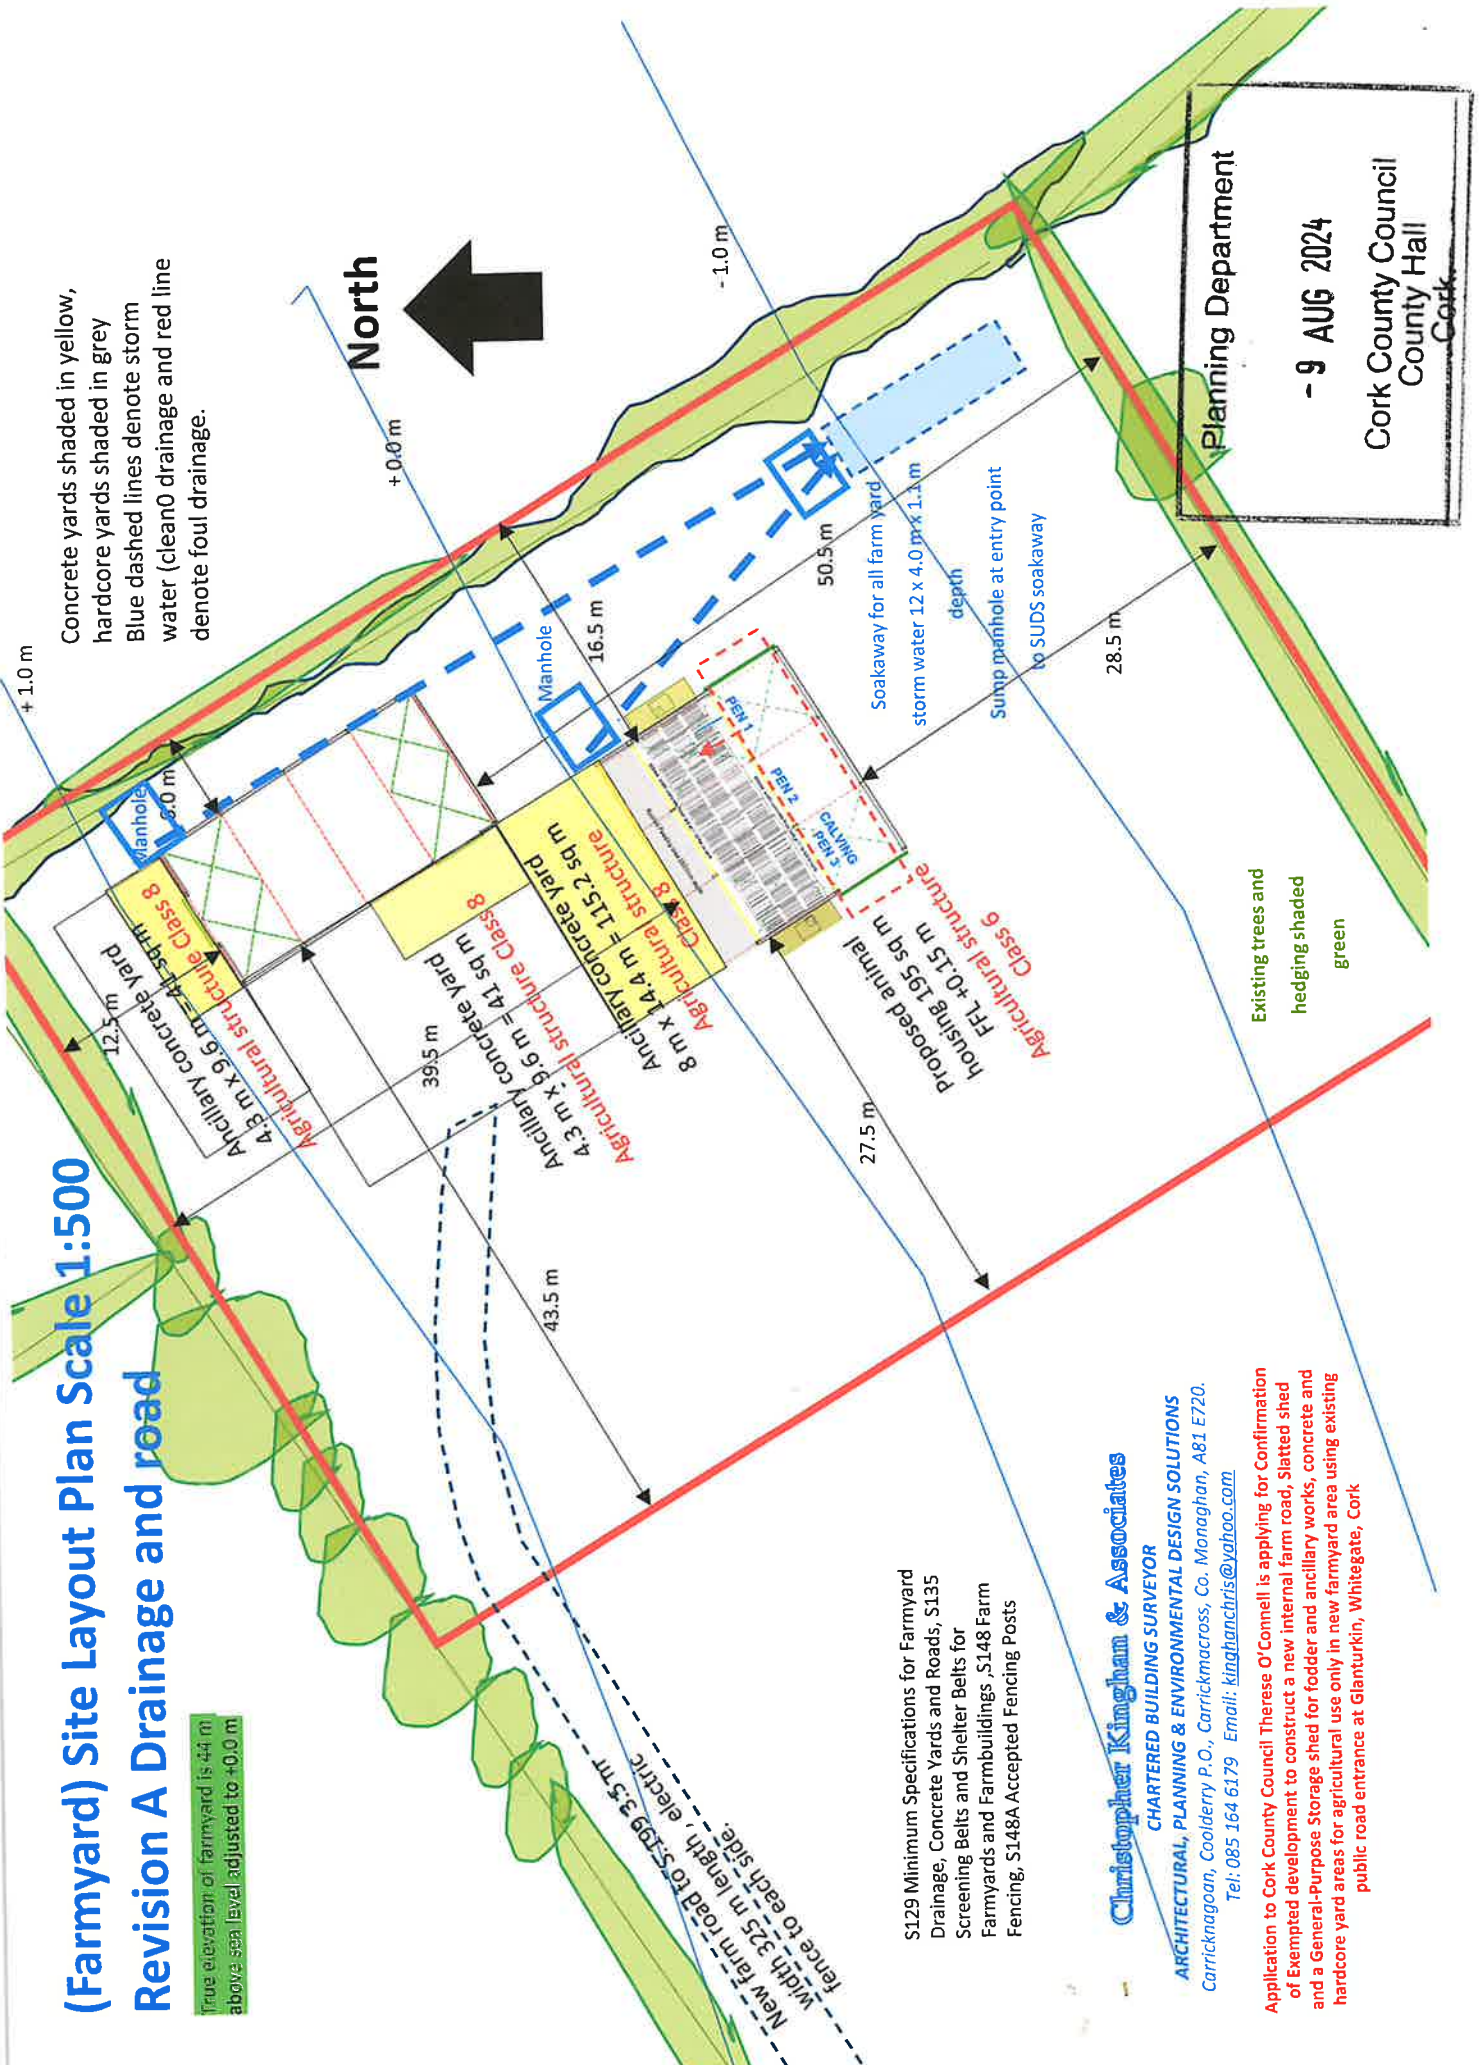 (Farmyard) Site Layout Plan Scale 1:500
Revision A Drainage and road
True elevation of farmyard is 44 m
above sea level adjusted to +0.0 m
Concrete yards shaded in yellow,
hardcore yards shaded in grey
Blue dashed lines denote storm
water (clean0 drainage and red line
denote foul drainage.
North
+ 1.0 m
+0.0 m
- 1.0 m
Manhole
6.0 m
12.5 m
Ancillary concrete yard
4.3 m x 9.6 m = 41 sq m
Agricultural structure Class 8
39.5 m
Ancillary concrete yard
4.3 m x 9.6 m = 41 sq m
Agricultural structure Class 8
43.5 m
Manhole
16.5 m
Ancillary concrete yard
8 m x 14.4 m = 115.2 sq m
Agricultura structure
Class 8
PEN 1
PEN 2
CALVING
PEN 3
50.5 m
Proposed animal
housing 195 sq m
FFL +0.15 m
Agricultural structure
Class 6
27.5 m
28.5 m
Soakaway for all farm yard
storm water 12 x 4.0 m x 1.1 m
depth
Sump manhole at entry point
to SUDS soakaway
Existing trees and
hedging shaded
green
New farm road to S.199 3.5 m
width 325 m length , electric
fence to each side.
S129 Minimum Specifications for Farmyard
Drainage, Concrete Yards and Roads, S135
Screening Belts and Shelter Belts for
Farmyards and Farmbuildings ,S148 Farm
Fencing, S148A Accepted Fencing Posts
Christopher Kinghan & Associates
CHARTERED BUILDING SURVEYOR
ARCHITECTURAL, PLANNING & ENVIRONMENTAL DESIGN SOLUTIONS
Carricknagoan, Coolderry P.O., Carrickmacross, Co. Monaghan, A81 E720.
Tel: 085 164 6179 Email: kinghanchris@yahoo.com
Application to Cork County Council Therese O'Connell is applying for Confirmation
of Exempted development to construct a new internal farm road, Slatted shed
and a General-Purpose Storage shed for fodder and ancillary works, concrete and
hardcore yard areas for agricultural use only in new farmyard area using existing
public road entrance at Glanturkin, Whitegate, Cork
Planning Department
- 9 AUG 2024
Cork County Council
County Hall
Cork.